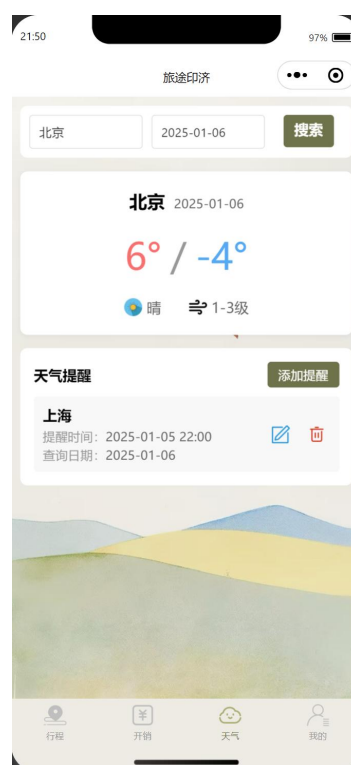 21:50
97%
旅途印济
北京
2025-01-06
搜索
北京 2025-01-06
6° / -4°
晴 1-3级
天气提醒
添加提醒
上海
提醒时间：2025-01-05 22:00
查询日期：2025-01-06
¥
行程
开销
天气
我的